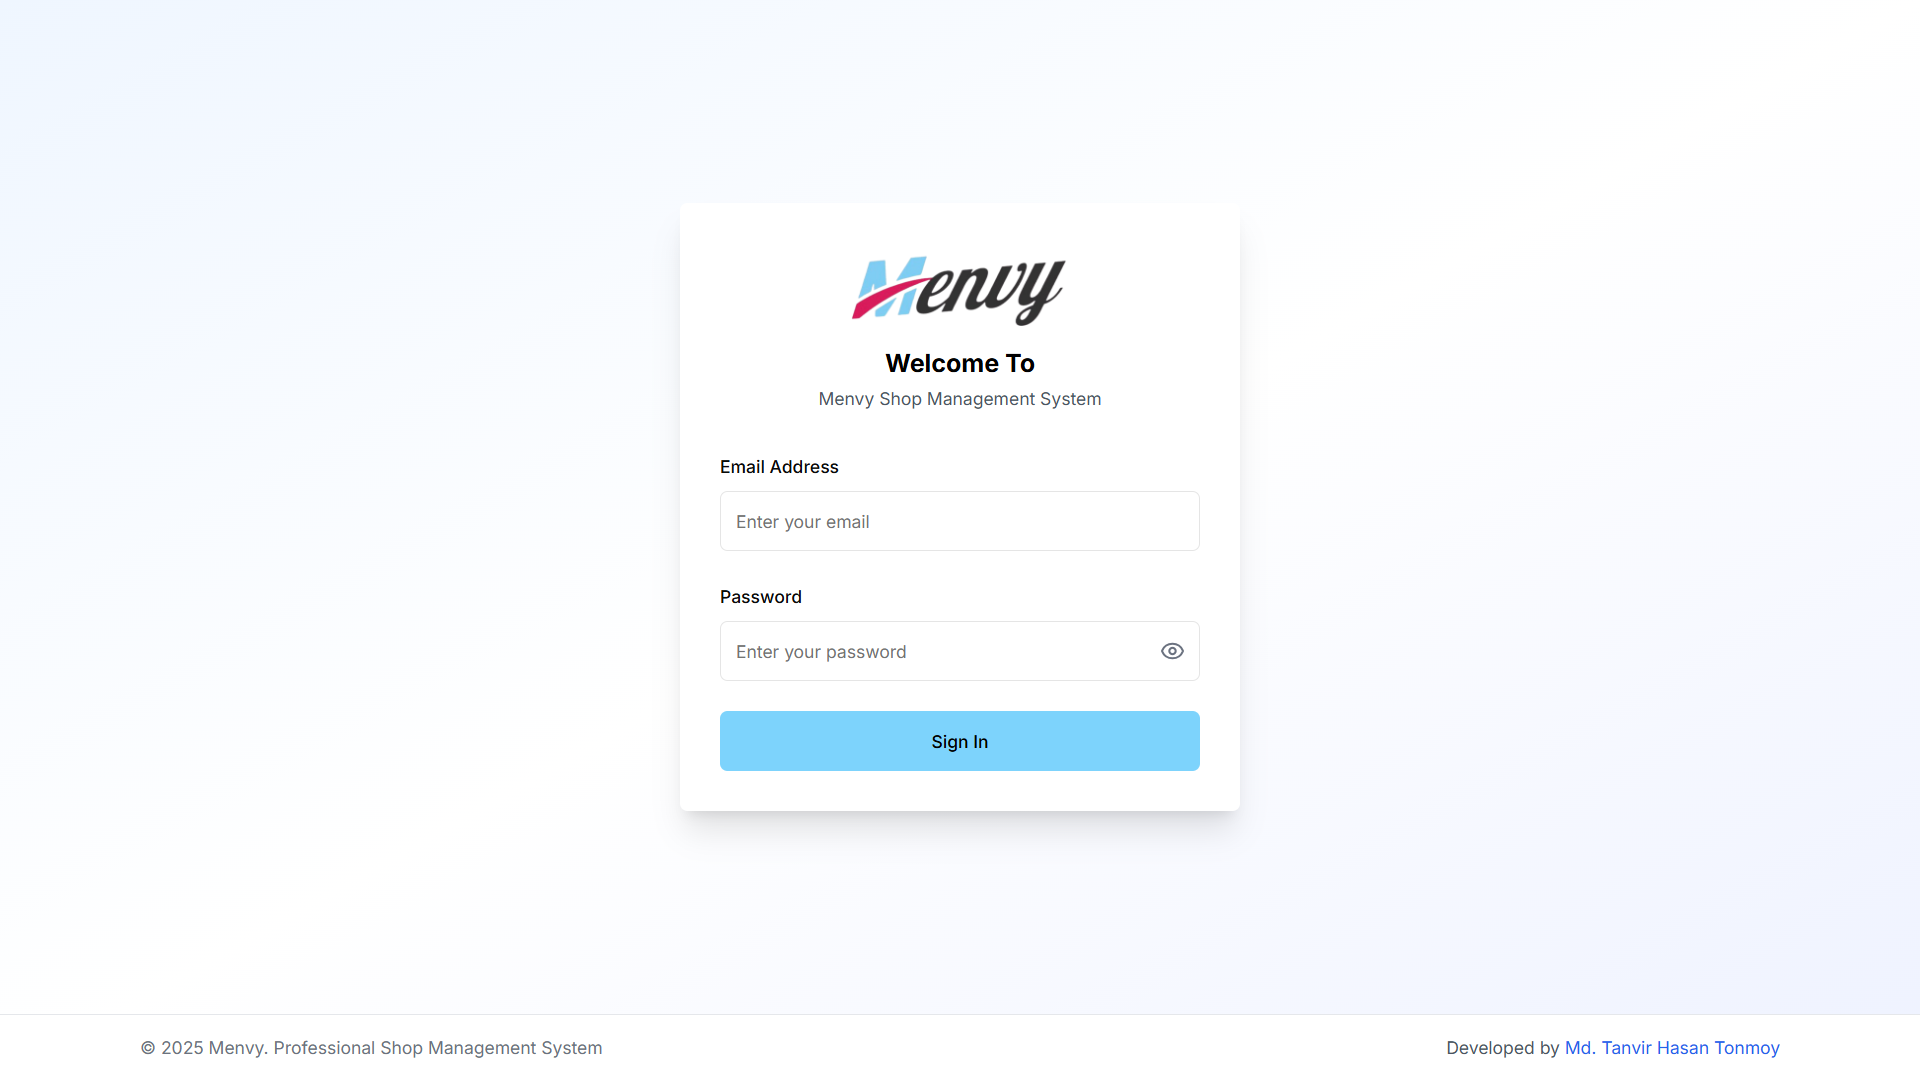 Menvy
Welcome To
Menvy Shop Management System
Email Address
Enter your email
Password
Enter your password
Sign In
© 2025 Menvy. Professional Shop Management System
Developed by Md. Tanvir Hasan Tonmoy